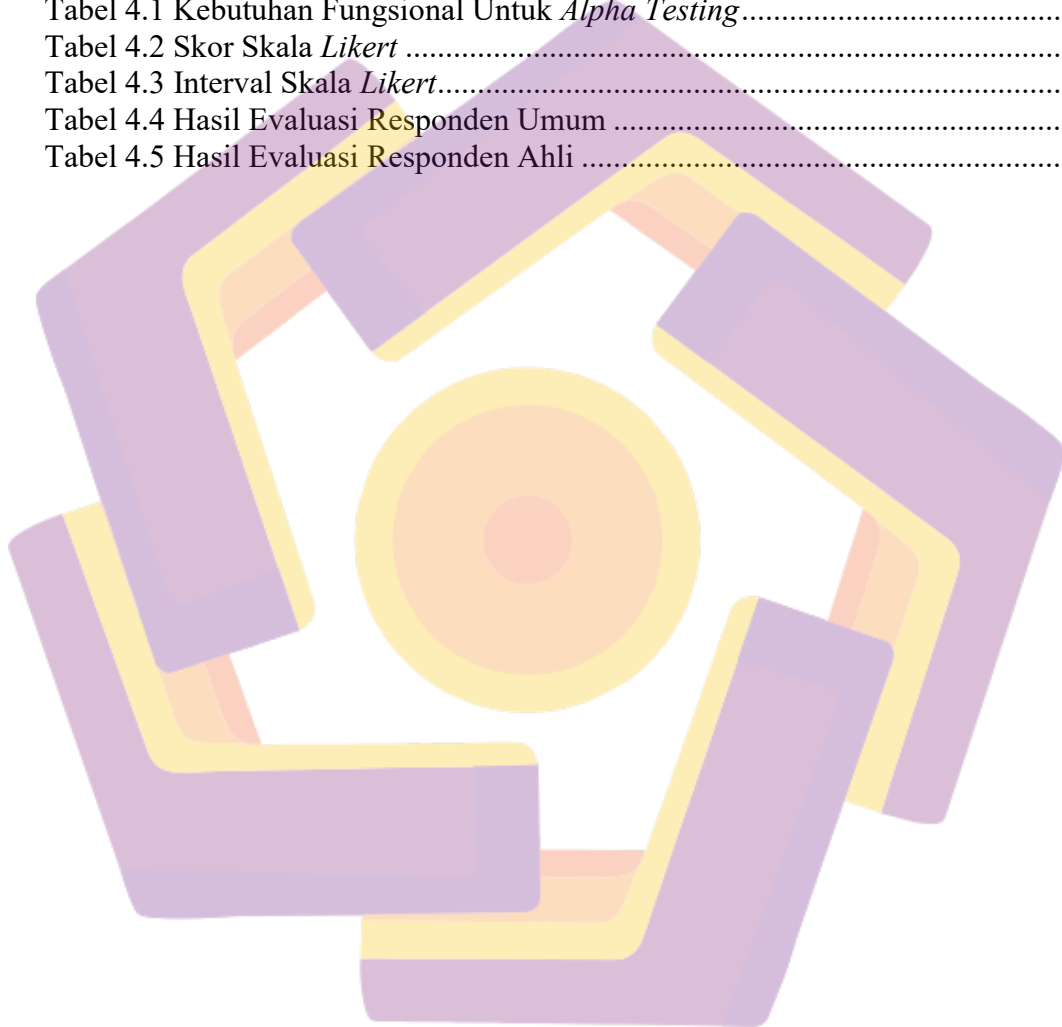 Tabel 4.1 Kebutuhan Fungsional Untuk Alpha Testing....................................
Tabel 4.2 Skor Skala Likert ..............................................................................
Tabel 4.3 Interval Skala Likert..........................................................................
Tabel 4.4 Hasil Evaluasi Responden Umum .....................................................
Tabel 4.5 Hasil Evaluasi Responden Ahli .........................................................